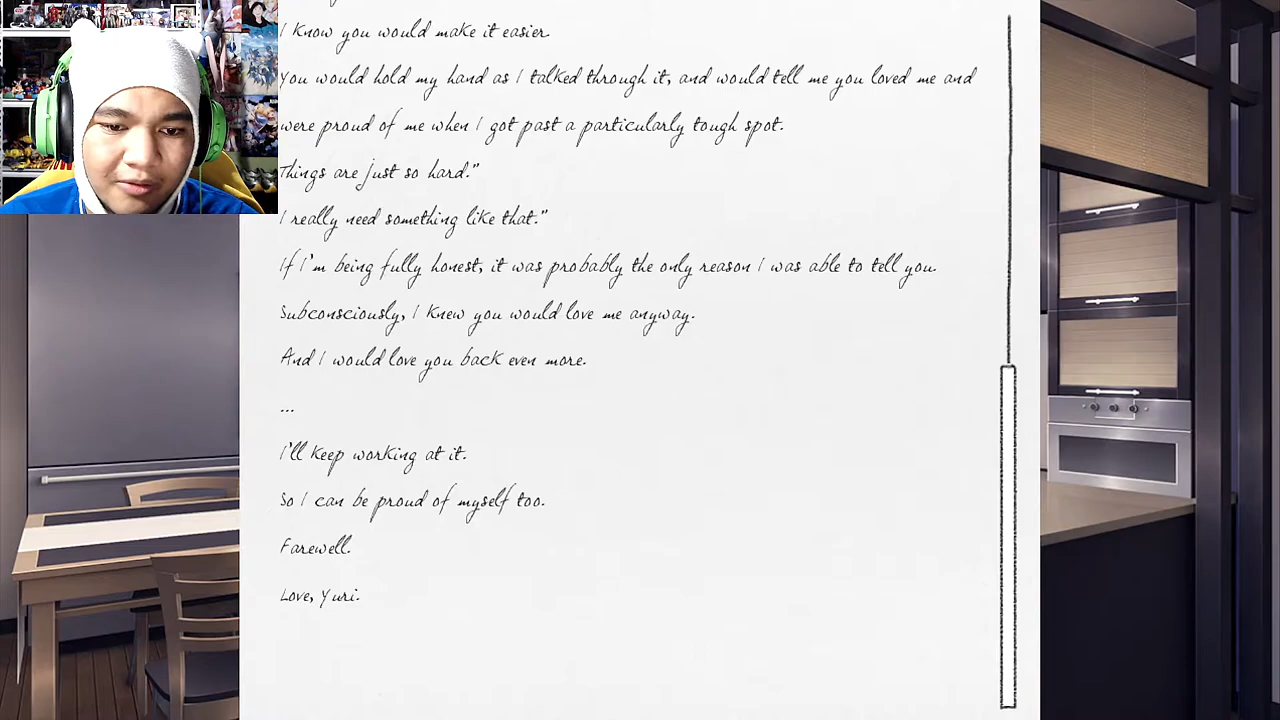 I know you would make it easier.
You would hold my hand as I talked through it, and would tell me you loved me and
were proud of me when I got past a particularly tough spot.
Things are just so hard."
I really need something like that."
If I'm being fully honest, it was probably the only reason I was able to tell you.
Subconsciously, I knew you would love me anyway.
And I would love you back even more.
...
I'll keep working at it.
So I can be proud of myself too.
Farewell.
Love, Yuri.